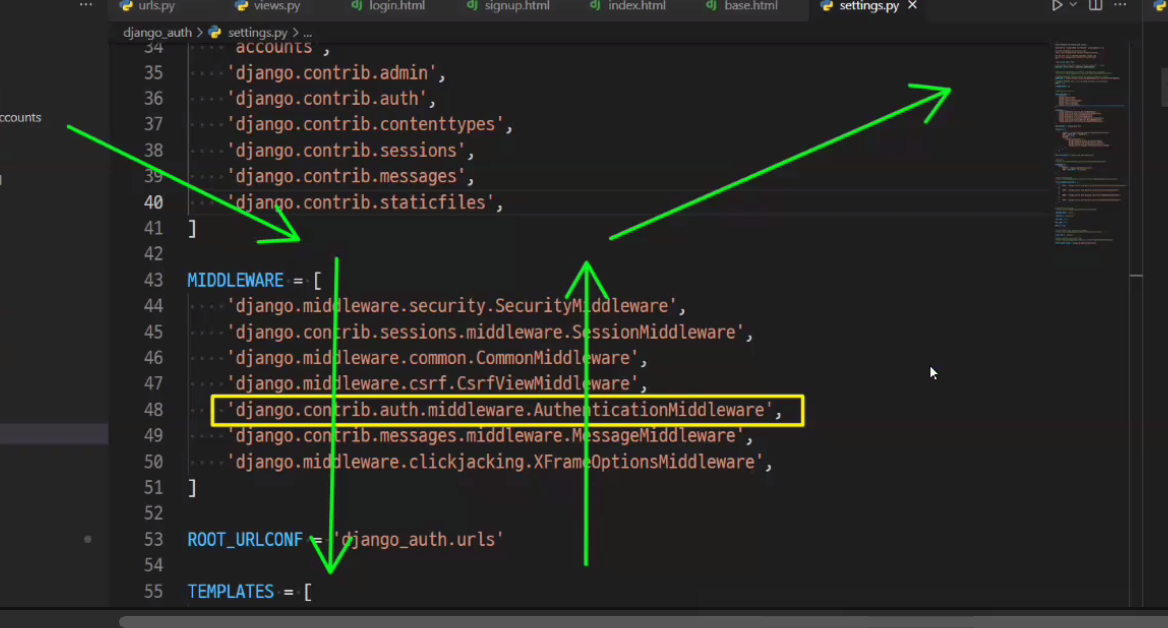 urls.py views.py login.html signup.html index.html base.html settings.py
django_auth > settings.py > ...
34 'accounts',
35 'django.contrib.admin',
ccounts
36 'django.contrib.auth',
37 'django.contrib.contenttypes',
38 'django.contrib.sessions',
39 'django.contrib.messages',
40 'django.contrib.staticfiles',
41 ]
42
43 MIDDLEWARE = [
44 'django.middleware.security.SecurityMiddleware',
45 'django.contrib.sessions.middleware.SessionMiddleware',
46 'django.middleware.common.CommonMiddleware',
47 'django.middleware.csrf.CsrfViewMiddleware',
48 'django.contrib.auth.middleware.AuthenticationMiddleware',
49 'django.contrib.messages.middleware.MessageMiddleware',
50 'django.middleware.clickjacking.XFrameOptionsMiddleware',
51 ]
52
53 ROOT_URLCONF = 'django_auth.urls'
54
55 TEMPLATES = [